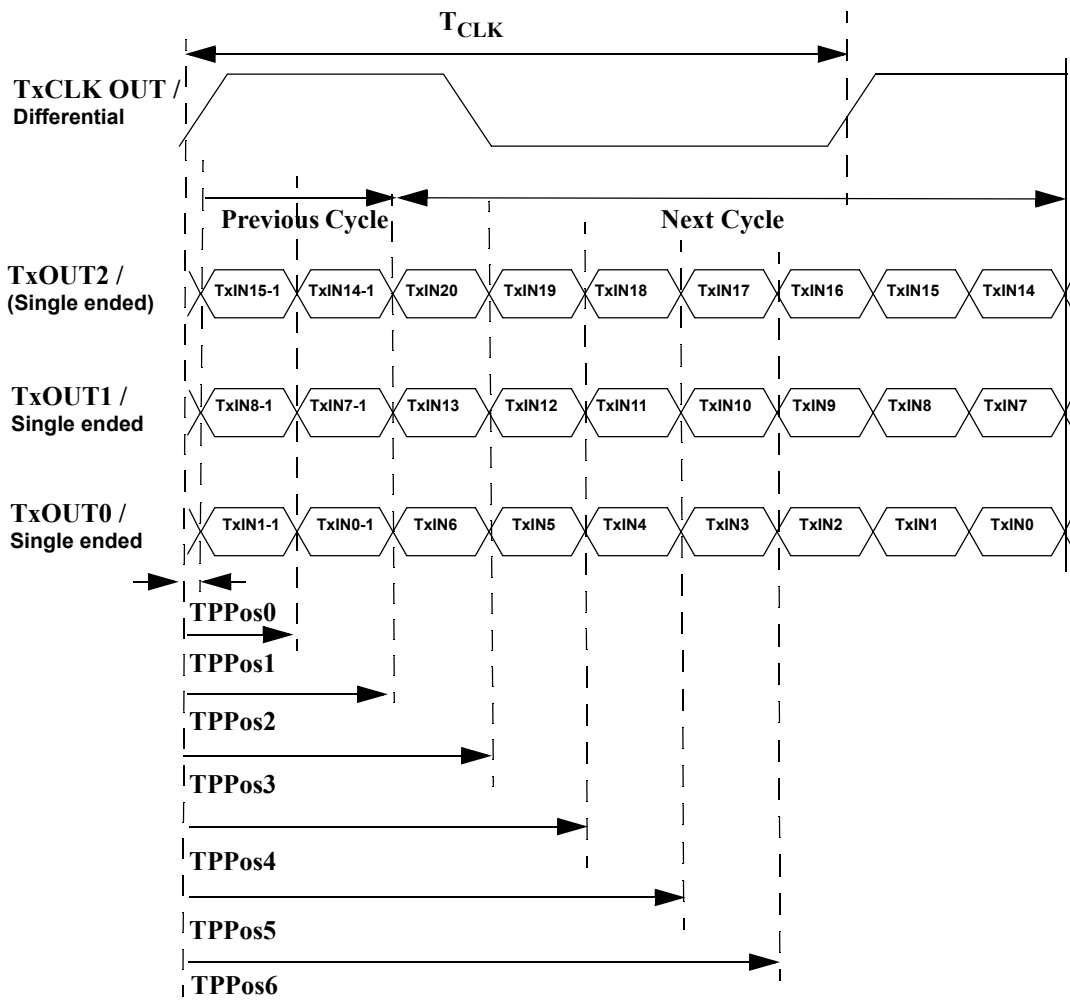 TCLK
TxCLK OUT /
Differential
Previous Cycle
Next Cycle
TxOUT2 /
(Single ended)
TxIN15-1 TxIN14-1 TxIN20 TxIN19 TxIN18 TxIN17 TxIN16 TxIN15 TxIN14
TxOUT1 /
Single ended
TxIN8-1 TxIN7-1 TxIN13 TxIN12 TxIN11 TxIN10 TxIN9 TxIN8 TxIN7
TxOUT0 /
Single ended
TxIN1-1 TxIN0-1 TxIN6 TxIN5 TxIN4 TxIN3 TxIN2 TxIN1 TxIN0
TPPos0
TPPos1
TPPos2
TPPos3
TPPos4
TPPos5
TPPos6